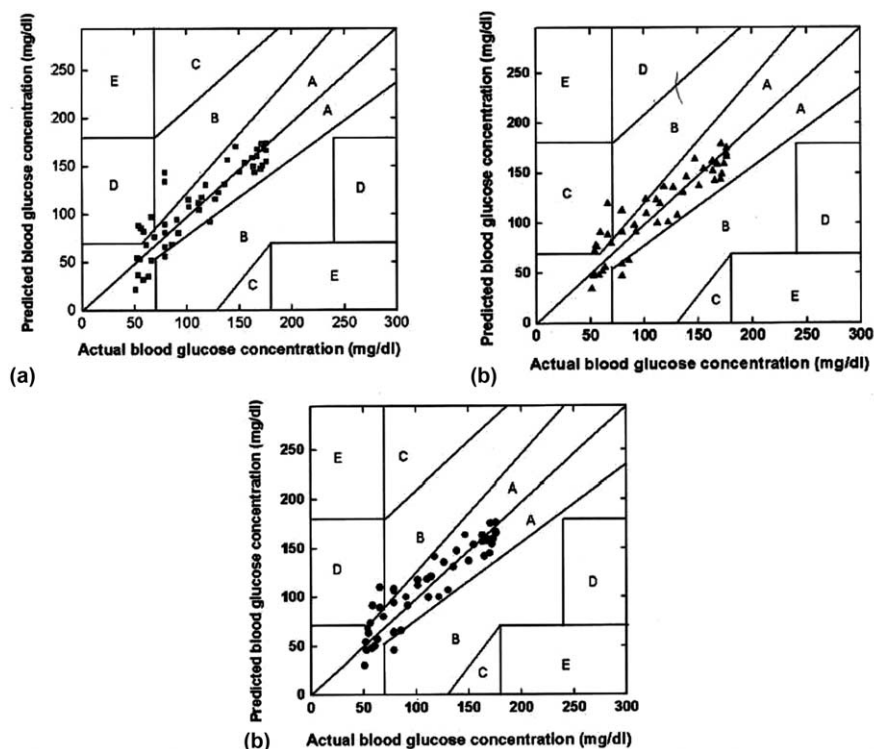 Predicted blood glucose concentration (mg/dl)
250
200
150
100
50
0
E
C
A
A
B
D
D
B
C
E
0 50 100 150 200 250 300
Actual blood glucose concentration (mg/dl)
(a)
Predicted blood glucose concentration (mg/dl)
250
200
150
100
50
0
E
D
A
A
B
C
B
D
C
E
0 50 100 150 200 250 300
Actual blood glucose concentration (mg/dl)
(b)
Predicted blood glucose concentration (mg/dl)
250
200
150
100
50
0
E
C
A
A
B
D
D
B
C
E
0 50 100 150 200 250 300
Actual blood glucose concentration (mg/dl)
(b)